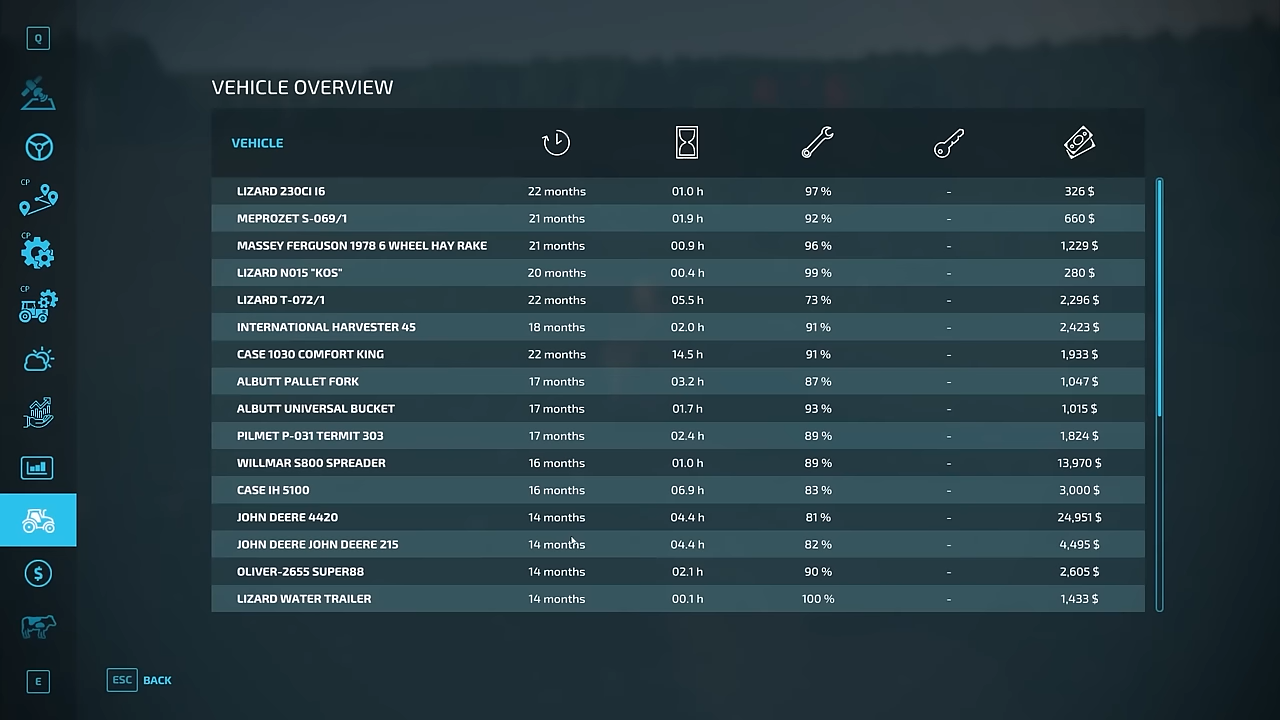 Q
VEHICLE OVERVIEW
VEHICLE
CP
LIZARD 230CI I6 22 months 01.0 h 97 % - 326 $
MEPROZET S-069/1 21 months 01.9 h 92 % - 660 $
CP
MASSEY FERGUSON 1978 6 WHEEL HAY RAKE 21 months 00.9 h 96 % - 1,229 $
LIZARD N015 "KOS" 20 months 00.4 h 99 % - 280 $
CP
LIZARD T-072/1 22 months 05.5 h 73 % - 2,296 $
INTERNATIONAL HARVESTER 45 18 months 02.0 h 91 % - 2,423 $
CASE 1030 COMFORT KING 22 months 14.5 h 91 % - 1,933 $
ALBUTT PALLET FORK 17 months 03.2 h 87 % - 1,047 $
ALBUTT UNIVERSAL BUCKET 17 months 01.7 h 93 % - 1,015 $
PILMET P-031 TERMIT 303 17 months 02.4 h 89 % - 1,824 $
WILLMAR S800 SPREADER 16 months 01.0 h 89 % - 13,970 $
CASE IH 5100 16 months 06.9 h 83 % - 3,000 $
JOHN DEERE 4420 14 months 04.4 h 81 % - 24,951 $
JOHN DEERE JOHN DEERE 215 14 months 04.4 h 82 % - 4,495 $
OLIVER-2655 SUPER88 14 months 02.1 h 90 % - 2,605 $
LIZARD WATER TRAILER 14 months 00.1 h 100 % - 1,433 $
E
ESC BACK